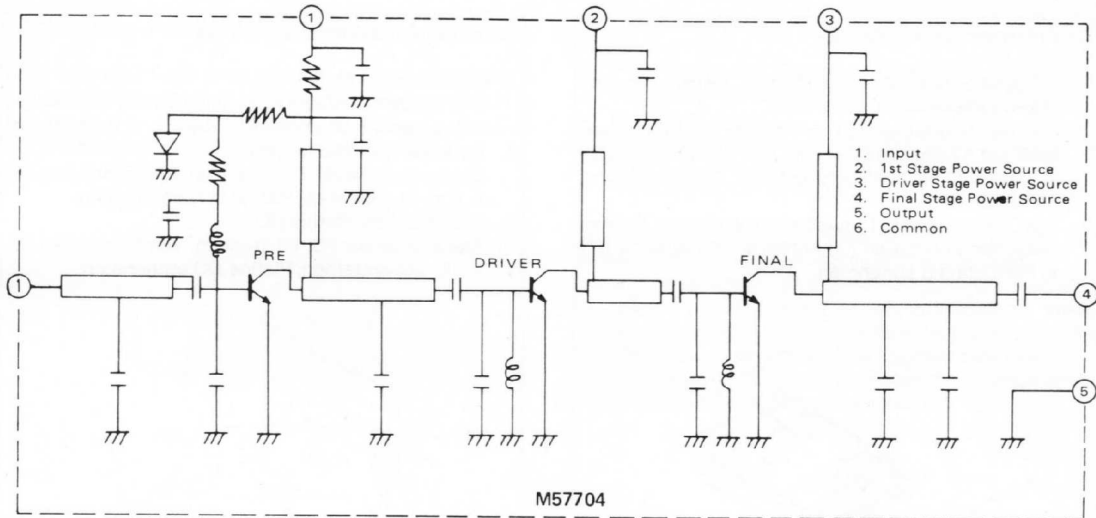 1
2
3
1. Input
2. 1st Stage Power Source
3. Driver Stage Power Source
4. Final Stage Power Source
5. Output
6. Common
PRE
DRIVER
FINAL
1
4
5
M57704